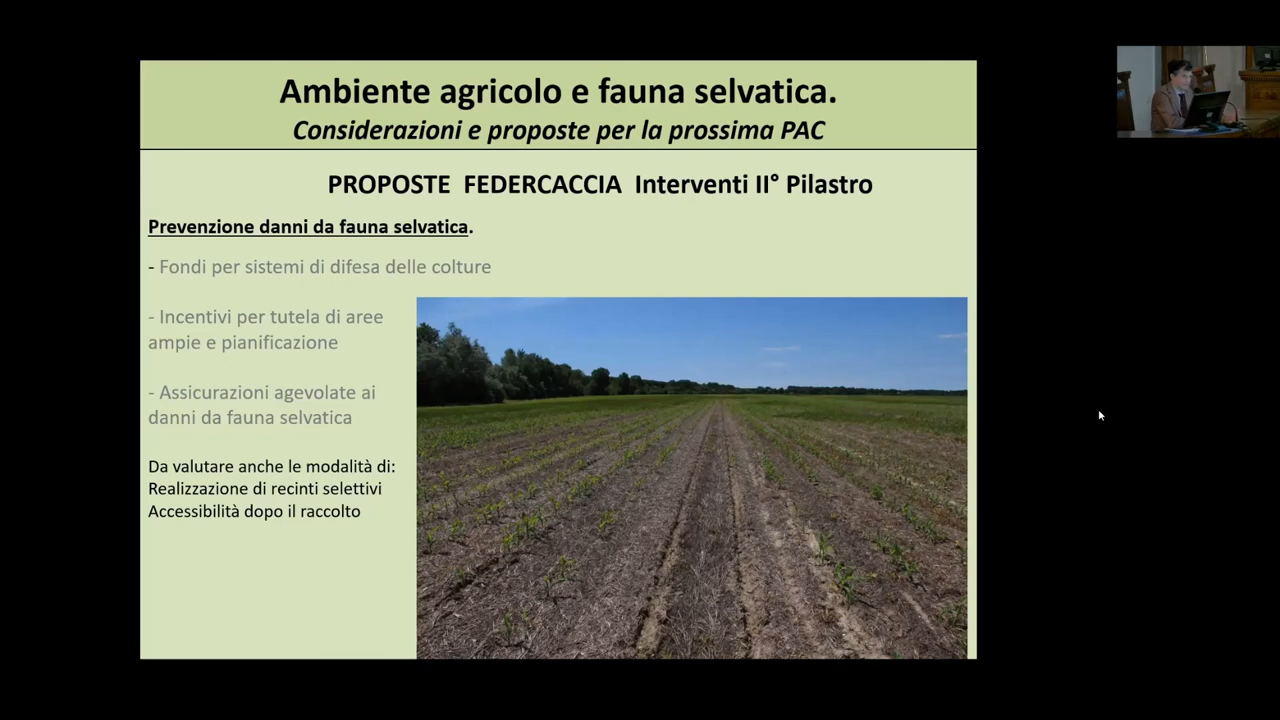 Ambiente agricolo e fauna selvatica.
Considerazioni e proposte per la prossima PAC
PROPOSTE FEDERCACCIA Interventi II° Pilastro
Prevenzione danni da fauna selvatica.
- Fondi per sistemi di difesa delle colture
- Incentivi per tutela di aree
ampie e pianificazione
- Assicurazioni agevolate ai
danni da fauna selvatica
Da valutare anche le modalità di:
Realizzazione di recinti selettivi
Accessibilità dopo il raccolto